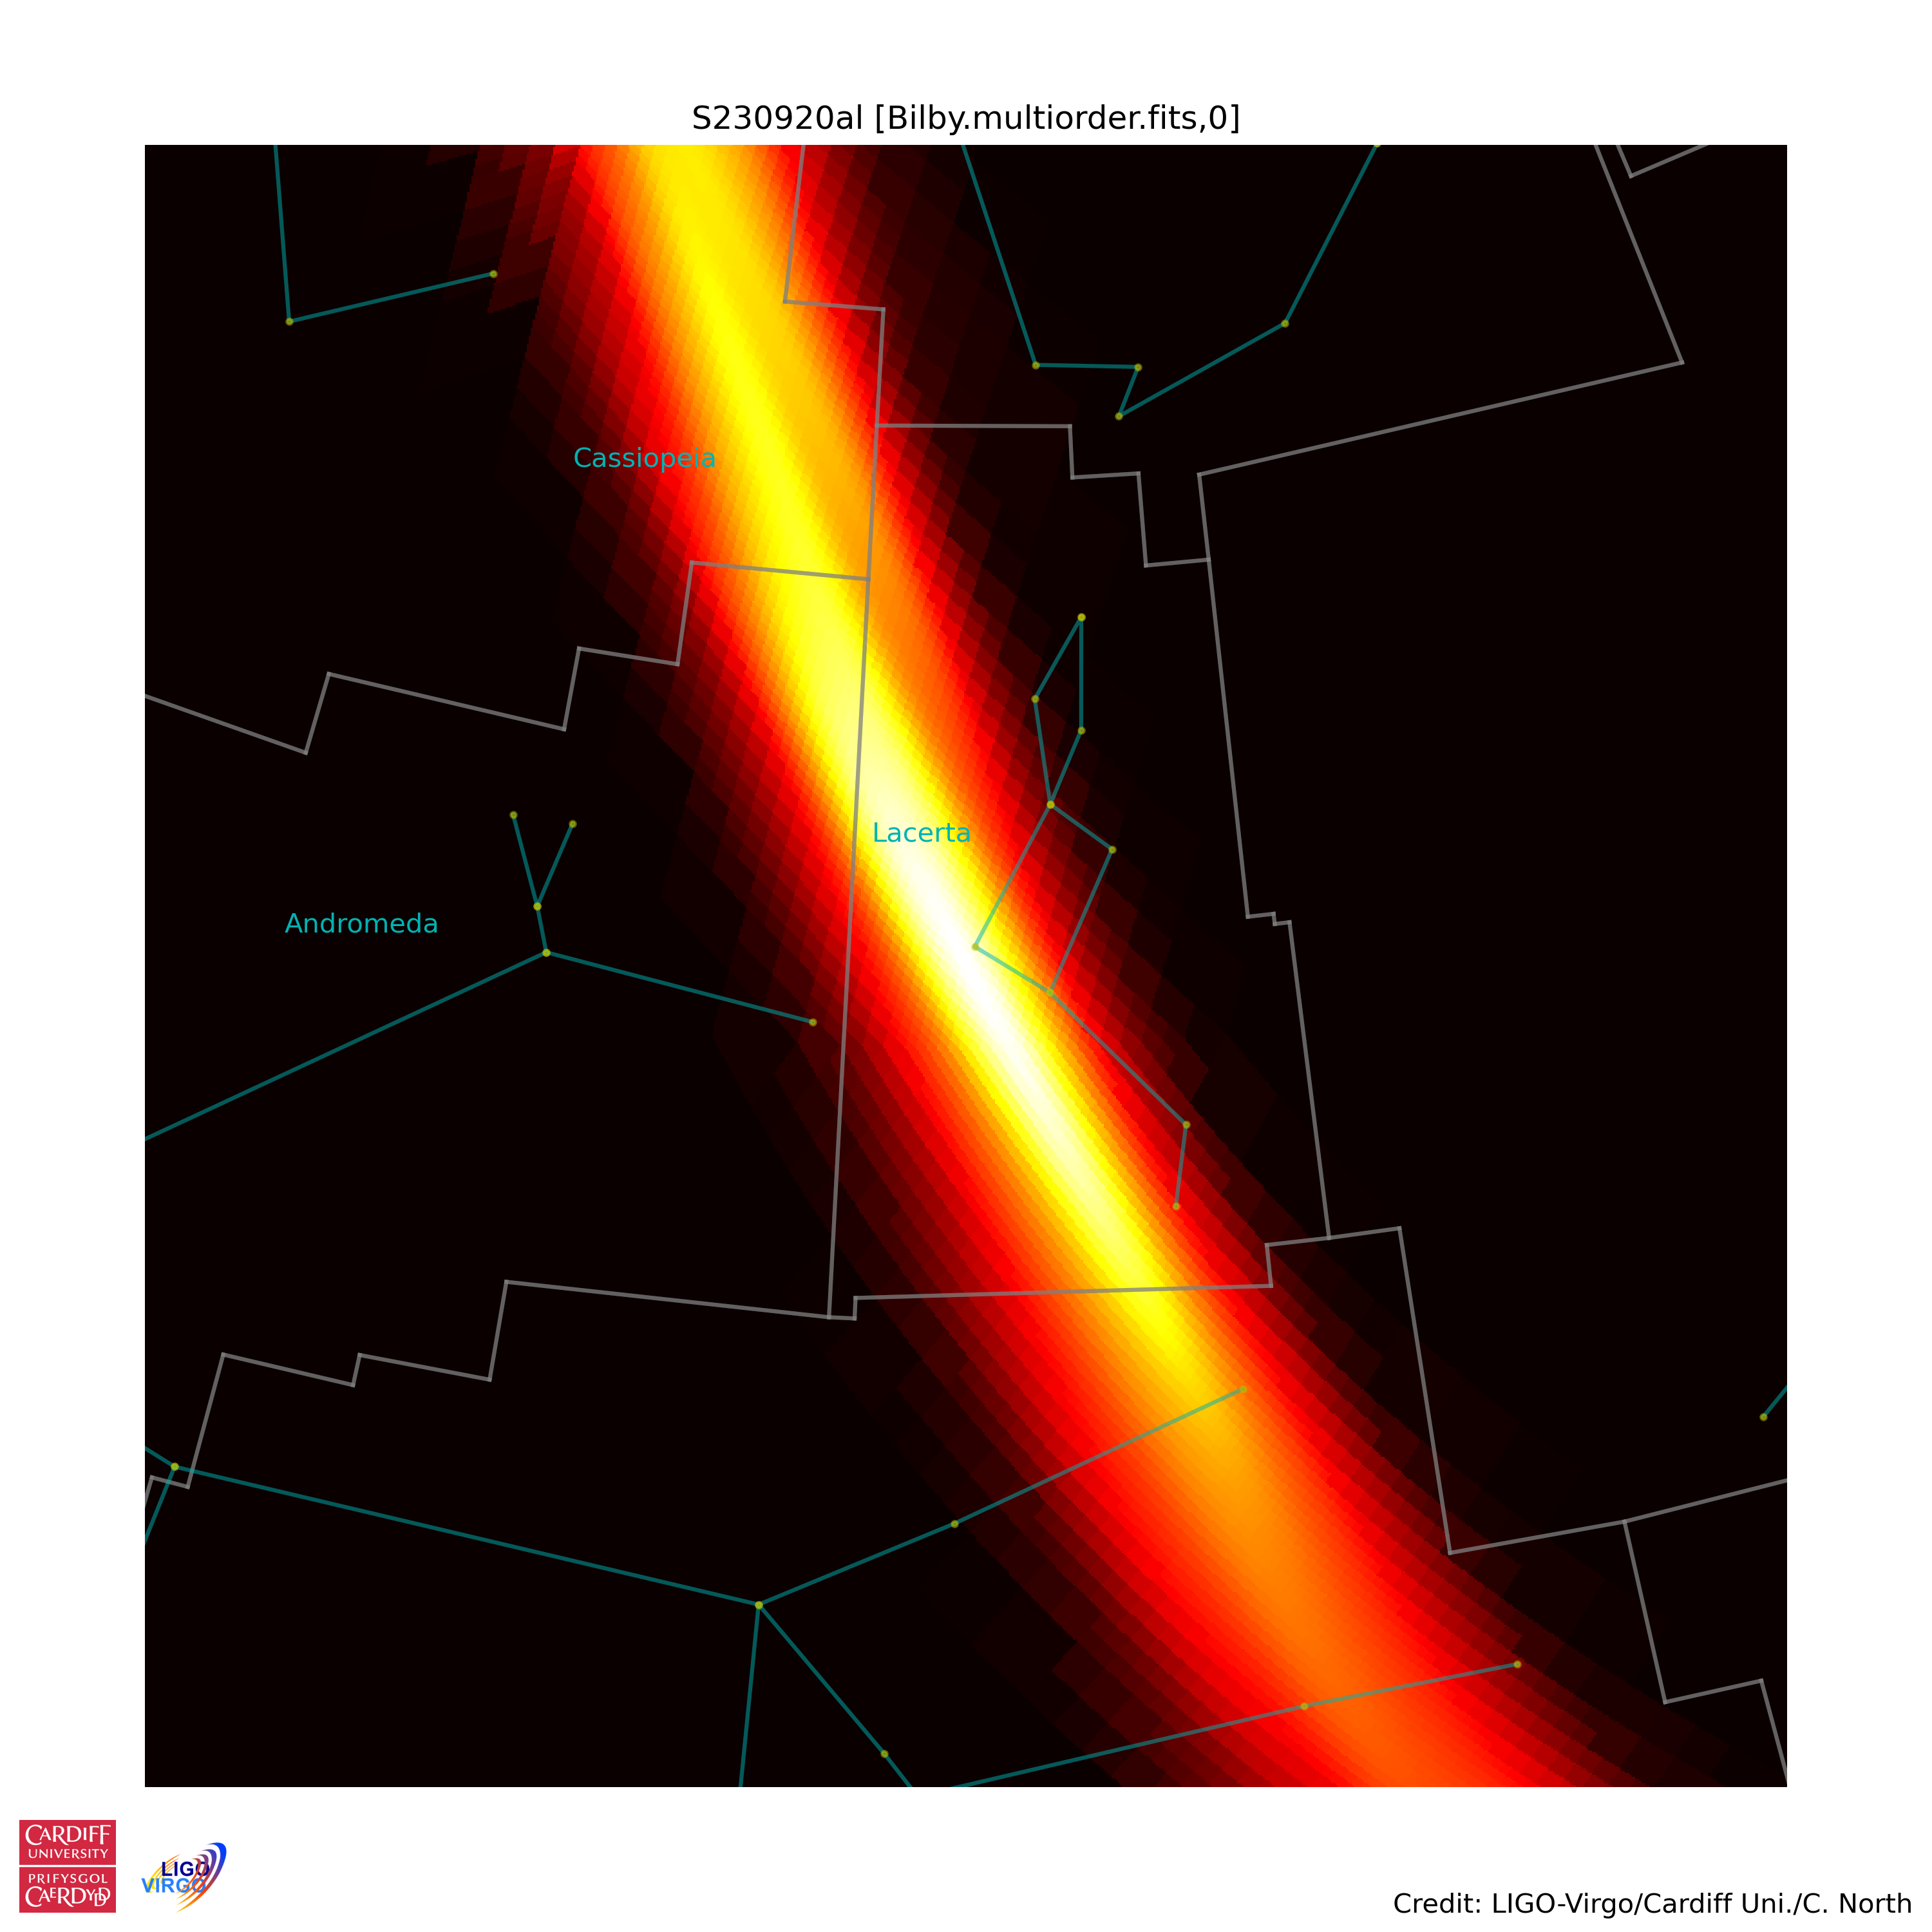 S230920al [Bilby.multiorder.fits,0]
Cassiopeia
Lacerta
Andromeda
CARDIFF
UNIVERSITY
PRIFYSGOL
CAERDYDD
LIGO
VIRGO
Credit: LIGO-Virgo/Cardiff Uni./C. North